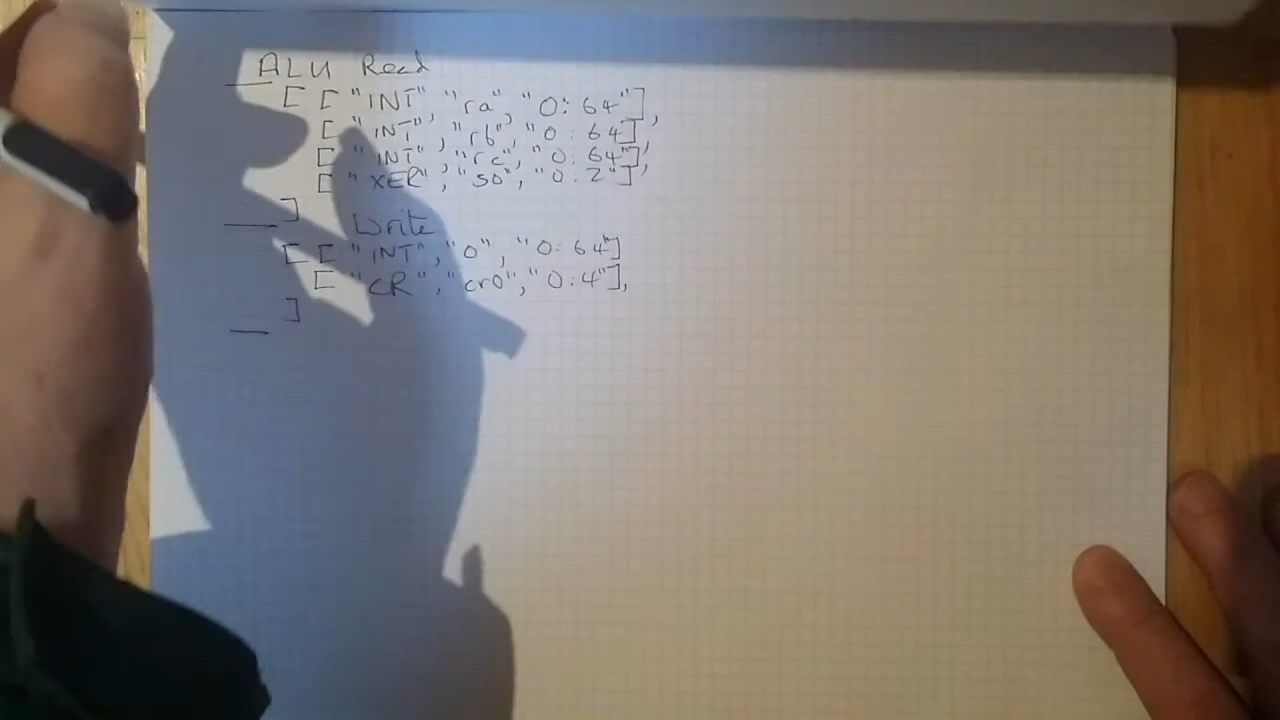 ALU Read
[ [ "INT", "ra", "0:64"],
[ "INT", "rb", "0:64]
[ "INT", "rc", "0:64"],
[ "XER", "so", "0:2"]
]
Write
[ [ "INT", "o", "0:64"]
[ "CR", "cr0", "0:4"],
]